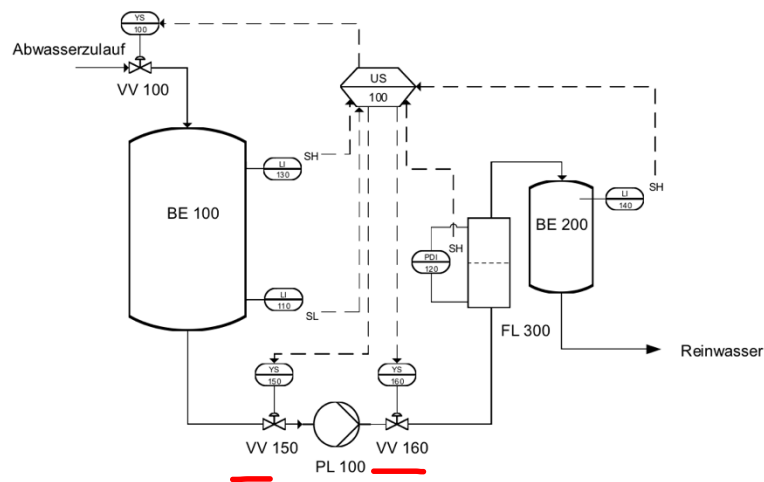 YS
100
Abwasserzulauf
VV 100
US
100
SH
LI
130
BE 100
SH
LI
140
BE 200
SH
PDI
120
LI
110
SL
FL 300
Reinwasser
YS
150
YS
160
VV 150
VV 160
PL 100